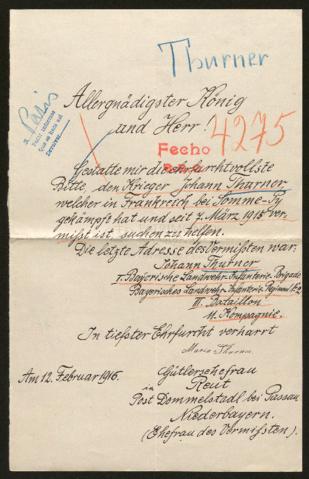 Thurner
Allergnädigster König
und Herr!
4275
Fecho
a París
Gestatte mir die ehrfurchtvollste
Bitte, den Krieger Johann Thurner
welcher in Frankreich bei Somme-Py
gekämpft hat und seit 7. März 1915 ver-
mißt ist, suchen zu helfen.
Die letzte Adresse des Vermißten war:
Johann Thurner
1. Bayerische Landwehr-Infanterie-Brigade
Bayerisches Landwehr-Infanterie-Regiment
III. Bataillon
11. Kompagnie.
In tiefster Ehrfurcht verharrt
Maria Thurner
Gütlersehefrau
Am 12. Februar 1916.
in Reut
Post Dommelstadl bei Passau
Niederbayern.
(Ehefrau des Vermißten).